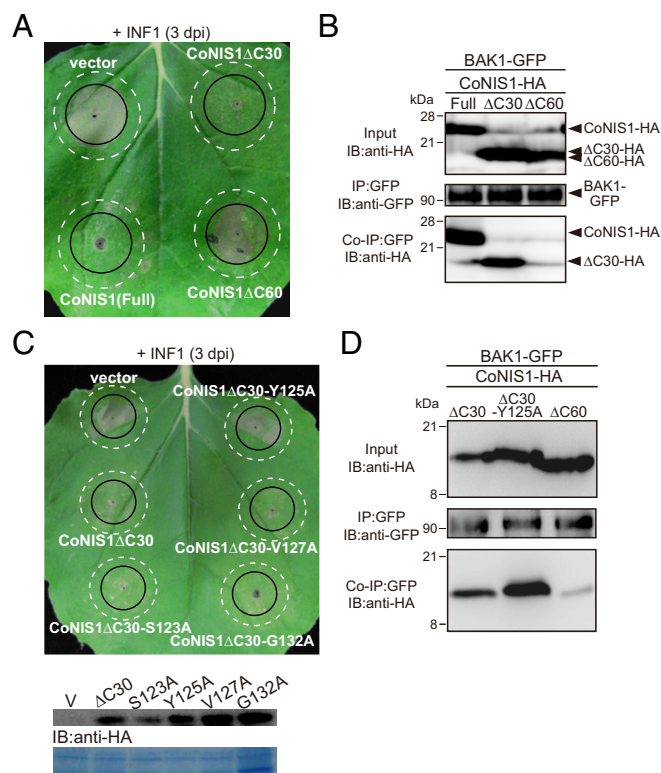 A
+ INF1 (3 dpi)
vector
CoNIS1ΔC30
CoNIS1(Full)
CoNIS1ΔC60
B
BAK1-GFP
CoNIS1-HA
kDa
Full ΔC30 ΔC60
28
21
Input
IB:anti-HA
CoNIS1-HA
ΔC30-HA
ΔC60-HA
IP:GFP
IB:anti-GFP
90
BAK1-
GFP
28
21
Co-IP:GFP
IB:anti-HA
CoNIS1-HA
ΔC30-HA
C
+ INF1 (3 dpi)
vector
CoNIS1ΔC30-Y125A
CoNIS1ΔC30
CoNIS1ΔC30-V127A
CoNIS1ΔC30-S123A
CoNIS1ΔC30-G132A
V ΔC30 S123A Y125A V127A G132A
IB:anti-HA
D
BAK1-GFP
CoNIS1-HA
kDa
ΔC30 ΔC30
-Y125A ΔC60
21
Input
IB:anti-HA
8
IP:GFP
IB:anti-GFP
90
21
Co-IP:GFP
IB:anti-HA
8